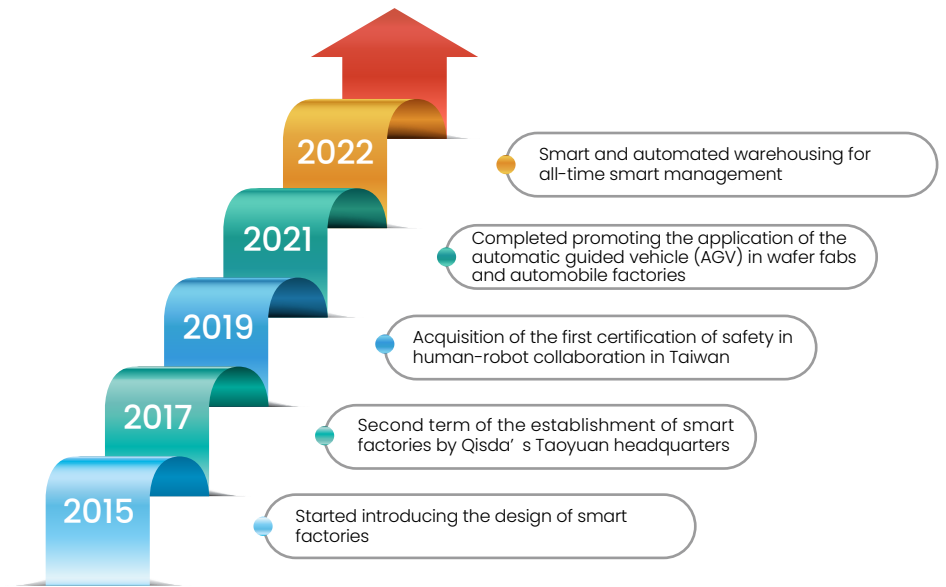 2022
Smart and automated warehousing for
all-time smart management
2021
Completed promoting the application of the
automatic guided vehicle (AGV) in wafer fabs
and automobile factories
2019
Acquisition of the first certification of safety in
human-robot collaboration in Taiwan
2017
Second term of the establishment of smart
factories by Qisda’ s Taoyuan headquarters
2015
Started introducing the design of smart
factories